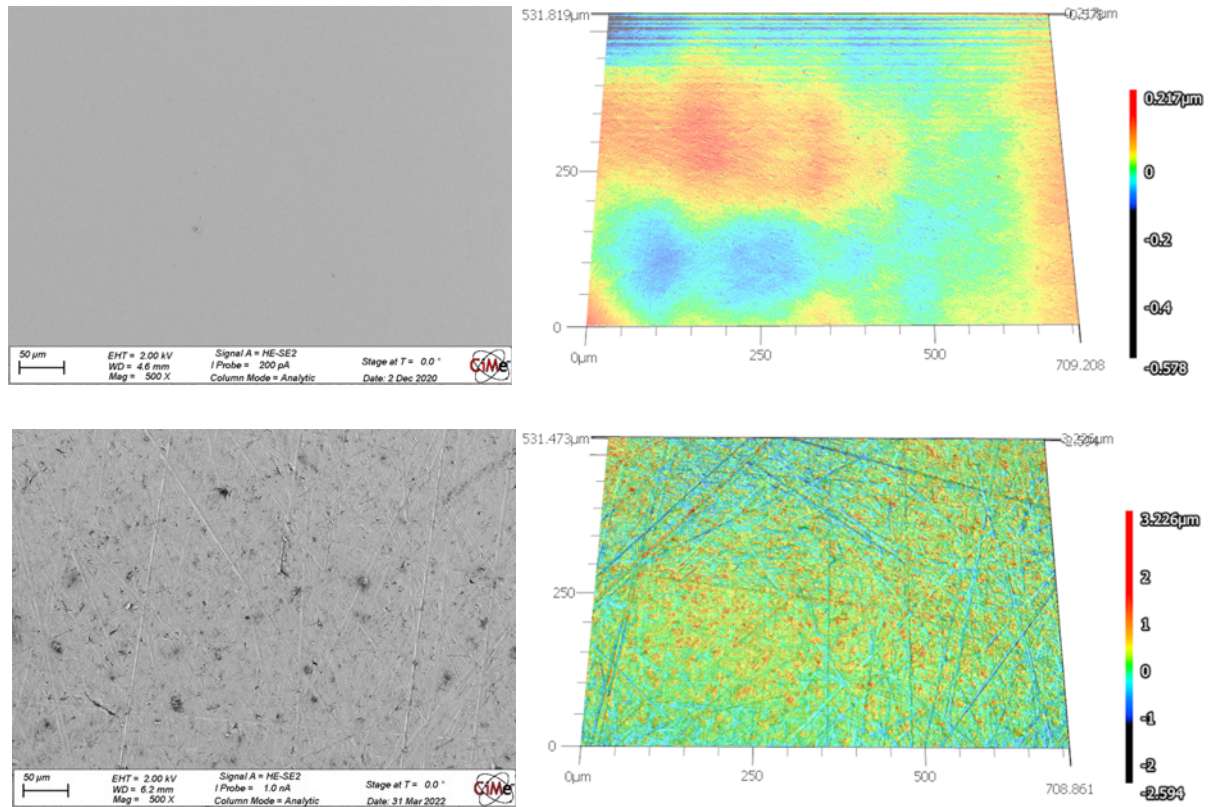 531.819µm
250
0
0µm
250
500
709.208
0.217µm
0
-0.2
-0.4
-0.578
50 µm
EHT = 2.00 kV
WD = 4.6 mm
Mag = 500 X
Signal A = HE-SE2
I Probe = 200 pA
Column Mode = Analytic
Stage at T = 0.0 °
Date: 2 Dec 2020
CiMe
531.473µm
250
0
0µm
250
500
708.861
3.226µm
2
1
0
-1
-2
-2.594
50 µm
EHT = 2.00 kV
WD = 6.2 mm
Mag = 500 X
Signal A = HE-SE2
I Probe = 1.0 nA
Column Mode = Analytic
Stage at T = 0.0 °
Date: 31 Mar 2022
CiMe